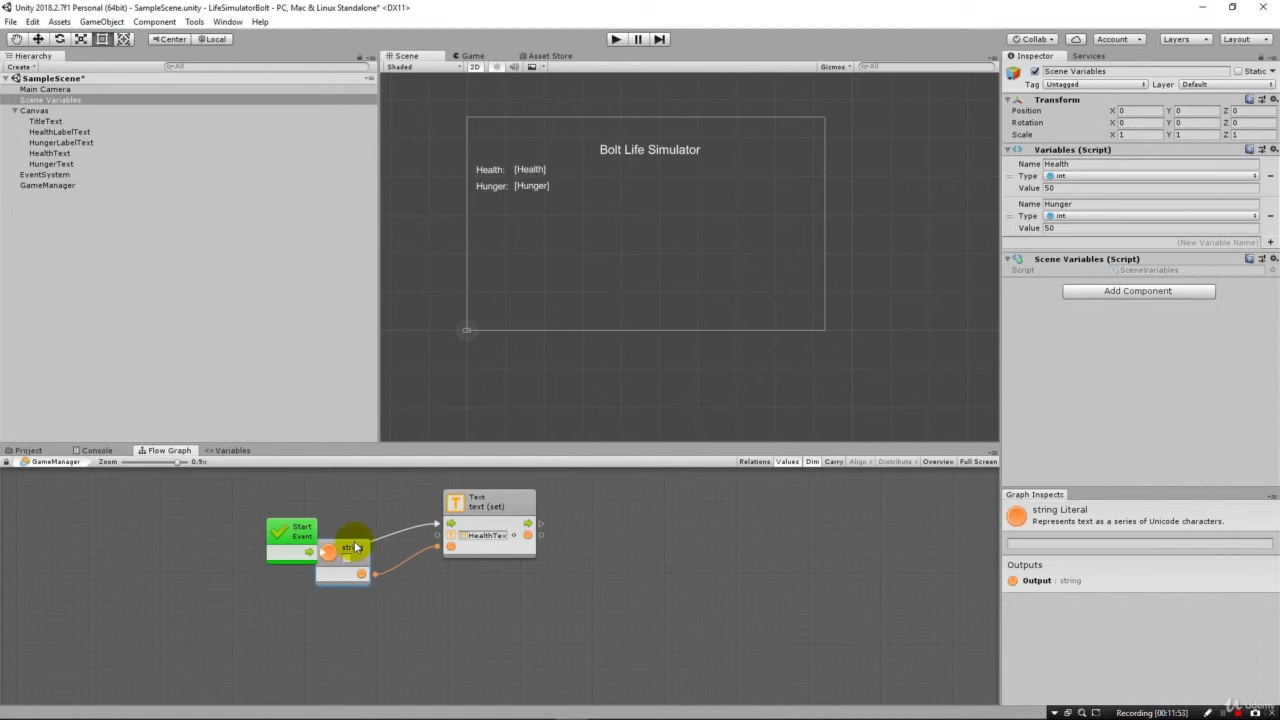 Unity 2018.2.7f1 Personal (64bit) - SampleScene.unity - LifeSimulatorBolt - PC, Mac & Linux Standalone* <DX11>
File Edit Assets GameObject Component Tools Window Help
Center Local Collab Account Layers Layout
Hierarchy Scene Game Asset Store Inspector Services
Create All Shaded 2D Gizmos All Scene Variables Static
SampleScene* Tag Untagged Layer Default
Main Camera
Scene Variables
Canvas
TitleText
HealthLabelText
HungerLabelText
HealthText
HungerText
EventSystem
GameManager
Bolt Life Simulator
Health: [Health]
Hunger: [Hunger]
Transform
Position X 0 Y 0 Z 0
Rotation X 0 Y 0 Z 0
Scale X 1 Y 1 Z 1
Variables (Script)
Name Health
Type int
Value 50
Name Hunger
Type int
Value 50
(New Variable Name)
Scene Variables (Script)
Script SceneVariables
Add Component
Project Console Flow Graph <> Variables
GameManager Zoom 0.9x Relations Values Dim Carry Align Distribute Overview Full Screen
Start
Event
string
Text
text (set)
HealthTex
Graph Inspects
string Literal
Represents text as a series of Unicode characters.
Outputs
Output : string
Recording [00:11:53]
Udemy